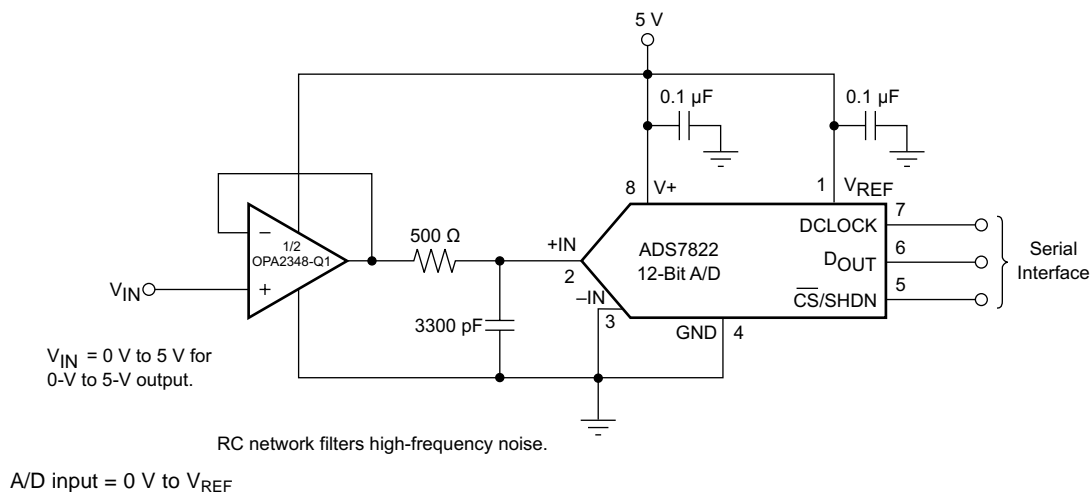 5 V
0.1 µF
0.1 µF
8
V+
1
VREF
−
1/2
OPA2348-Q1
+
VIN
500 Ω
3300 pF
+IN
2
–IN
3
ADS7822
12-Bit A/D
GND
4
DCLOCK
7
DOUT
6
CS/SHDN
5
Serial
Interface
VIN = 0 V to 5 V for
0-V to 5-V output.
RC network filters high-frequency noise.
A/D input = 0 V to VREF